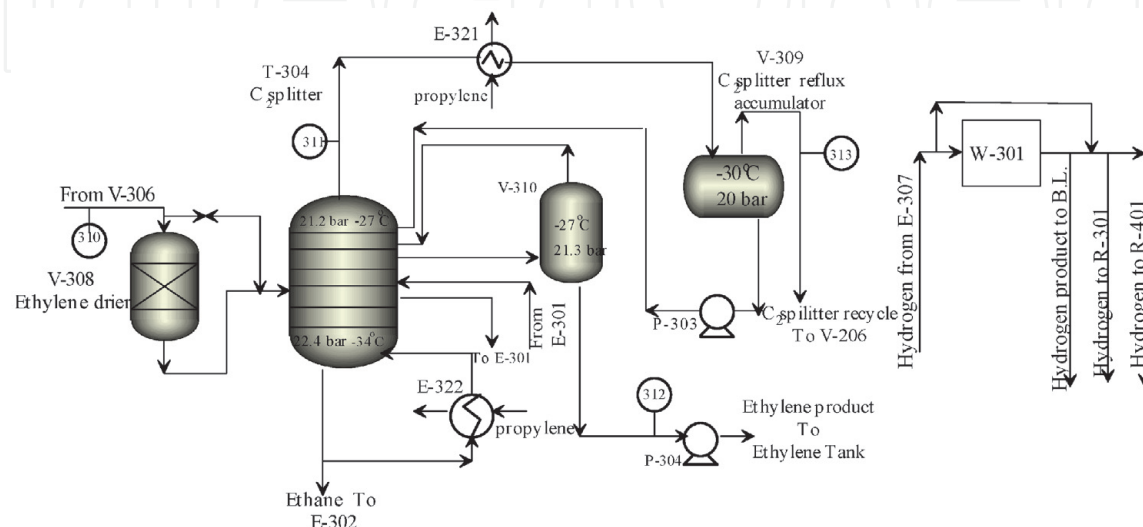 E-321
T-304
C2 splitter
propylene
311
V-309
C2 splitter reflux
accumulator
313
-30°C
20 bar
From V-306
310
V-308
Ethylene drier
21.2 bar -27°C
22.4 bar -34°C
V-310
-27°C
21.3 bar
To E-301
From
E-301
E-322
propylene
Ethane To
E-302
P-303
C2 spilitter recycle
To V-206
312
P-304
Ethylene product
To
Ethylene Tank
W-301
Hydrogen from E-307
Hydrogen product to B.L.
Hydrogen to R-301
Hydrogen to R-401